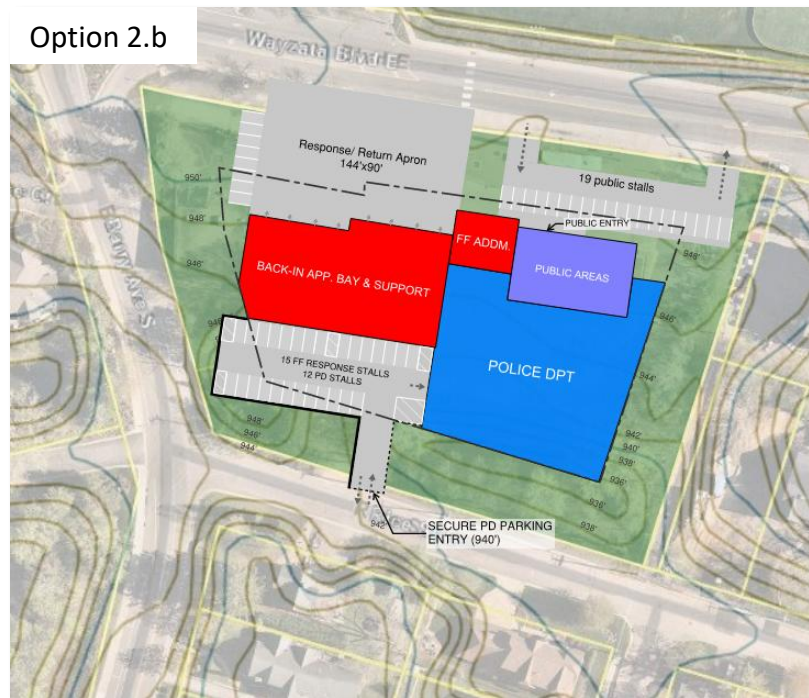 Option 2.b
Wayzata Blvd E
Response/ Return Apron
144'x90'
19 public stalls
950'
948'
946'
PUBLIC ENTRY
FF ADDM.
PUBLIC AREAS
948'
BACK-IN APP. BAY & SUPPORT
946'
POLICE DPT
15 FF RESPONSE STALLS
12 PD STALLS
944'
948'
946'
944'
942'
940'
938'
936'
936'
938'
942'
SECURE PD PARKING
ENTRY (940')